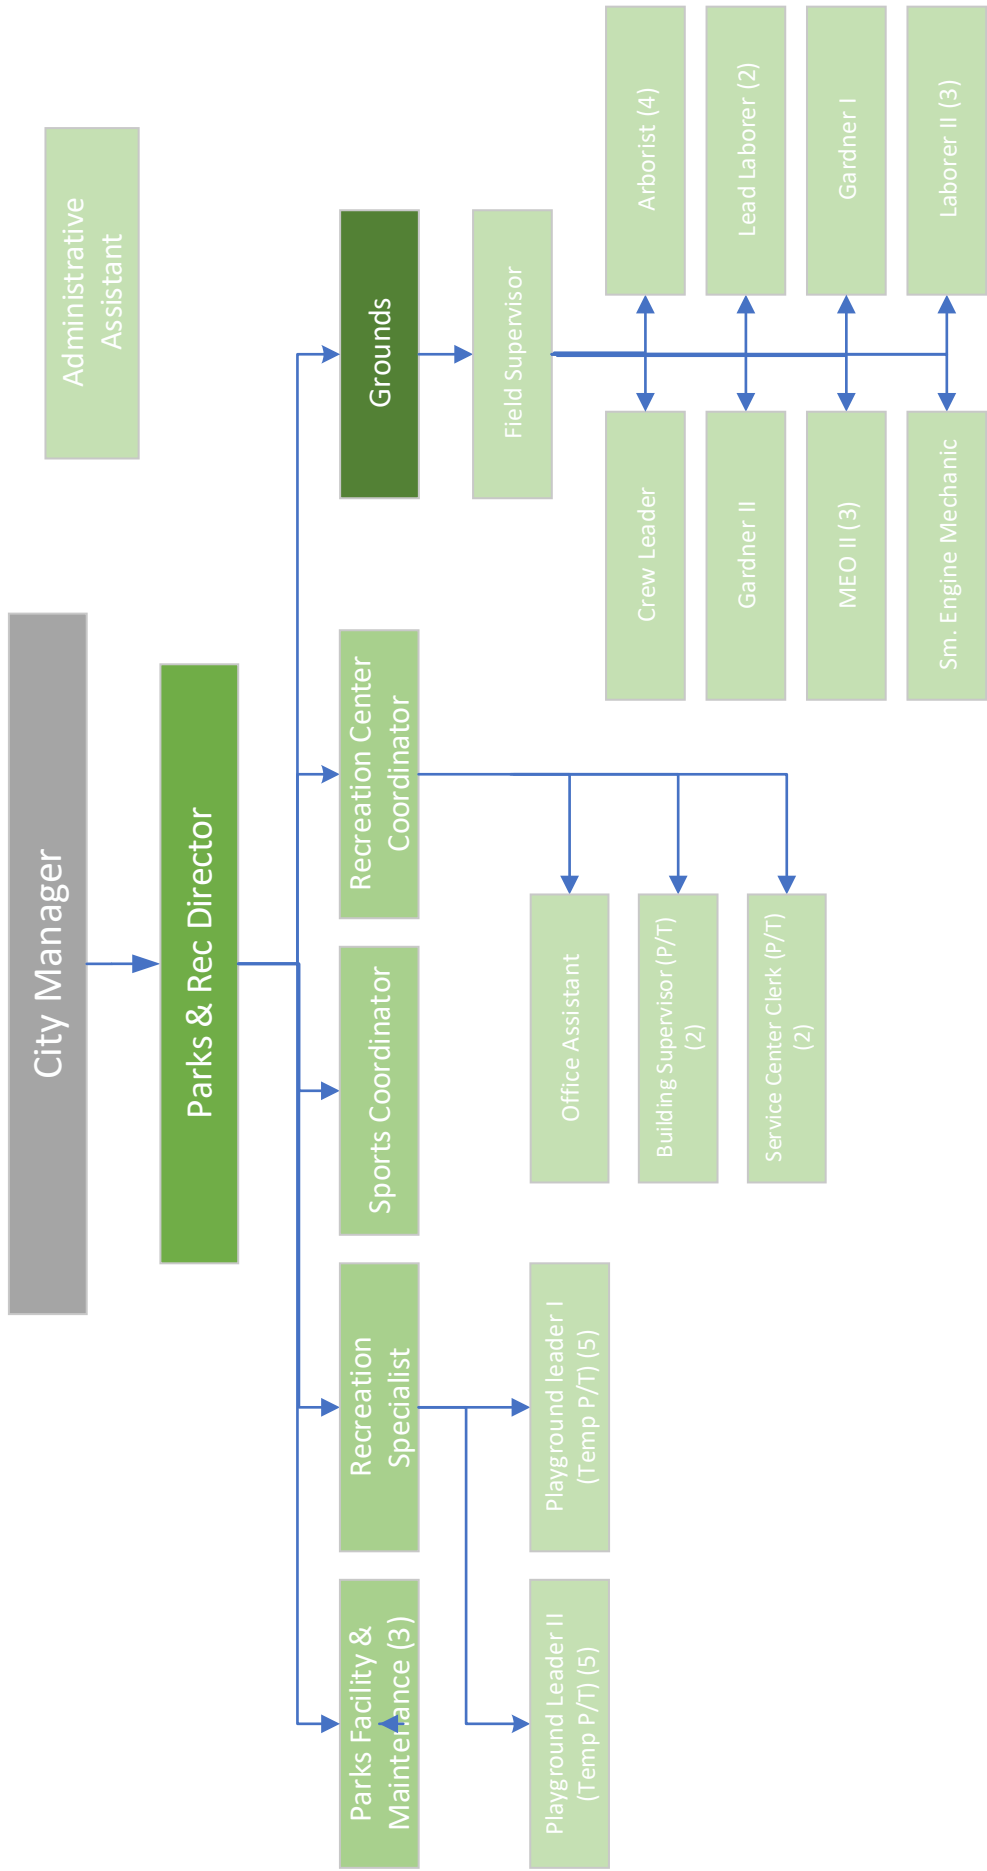 City Manager
Administrative
Assistant
Parks & Rec Director
Parks Facility &
Maintenance (3)
Recreation
Specialist
Sports Coordinator
Recreation Center
Coordinator
Grounds
Field Supervisor
Playground Leader II
(Temp P/T) (5)
Playground leader I
(Temp P/T) (5)
Office Assistant
Building Supervisor (P/T)
(2)
Service Center Clerk (P/T)
(2)
Crew Leader
Arborist (4)
Gardner II
Lead Laborer (2)
MEO II (3)
Gardner I
Sm. Engine Mechanic
Laborer II (3)